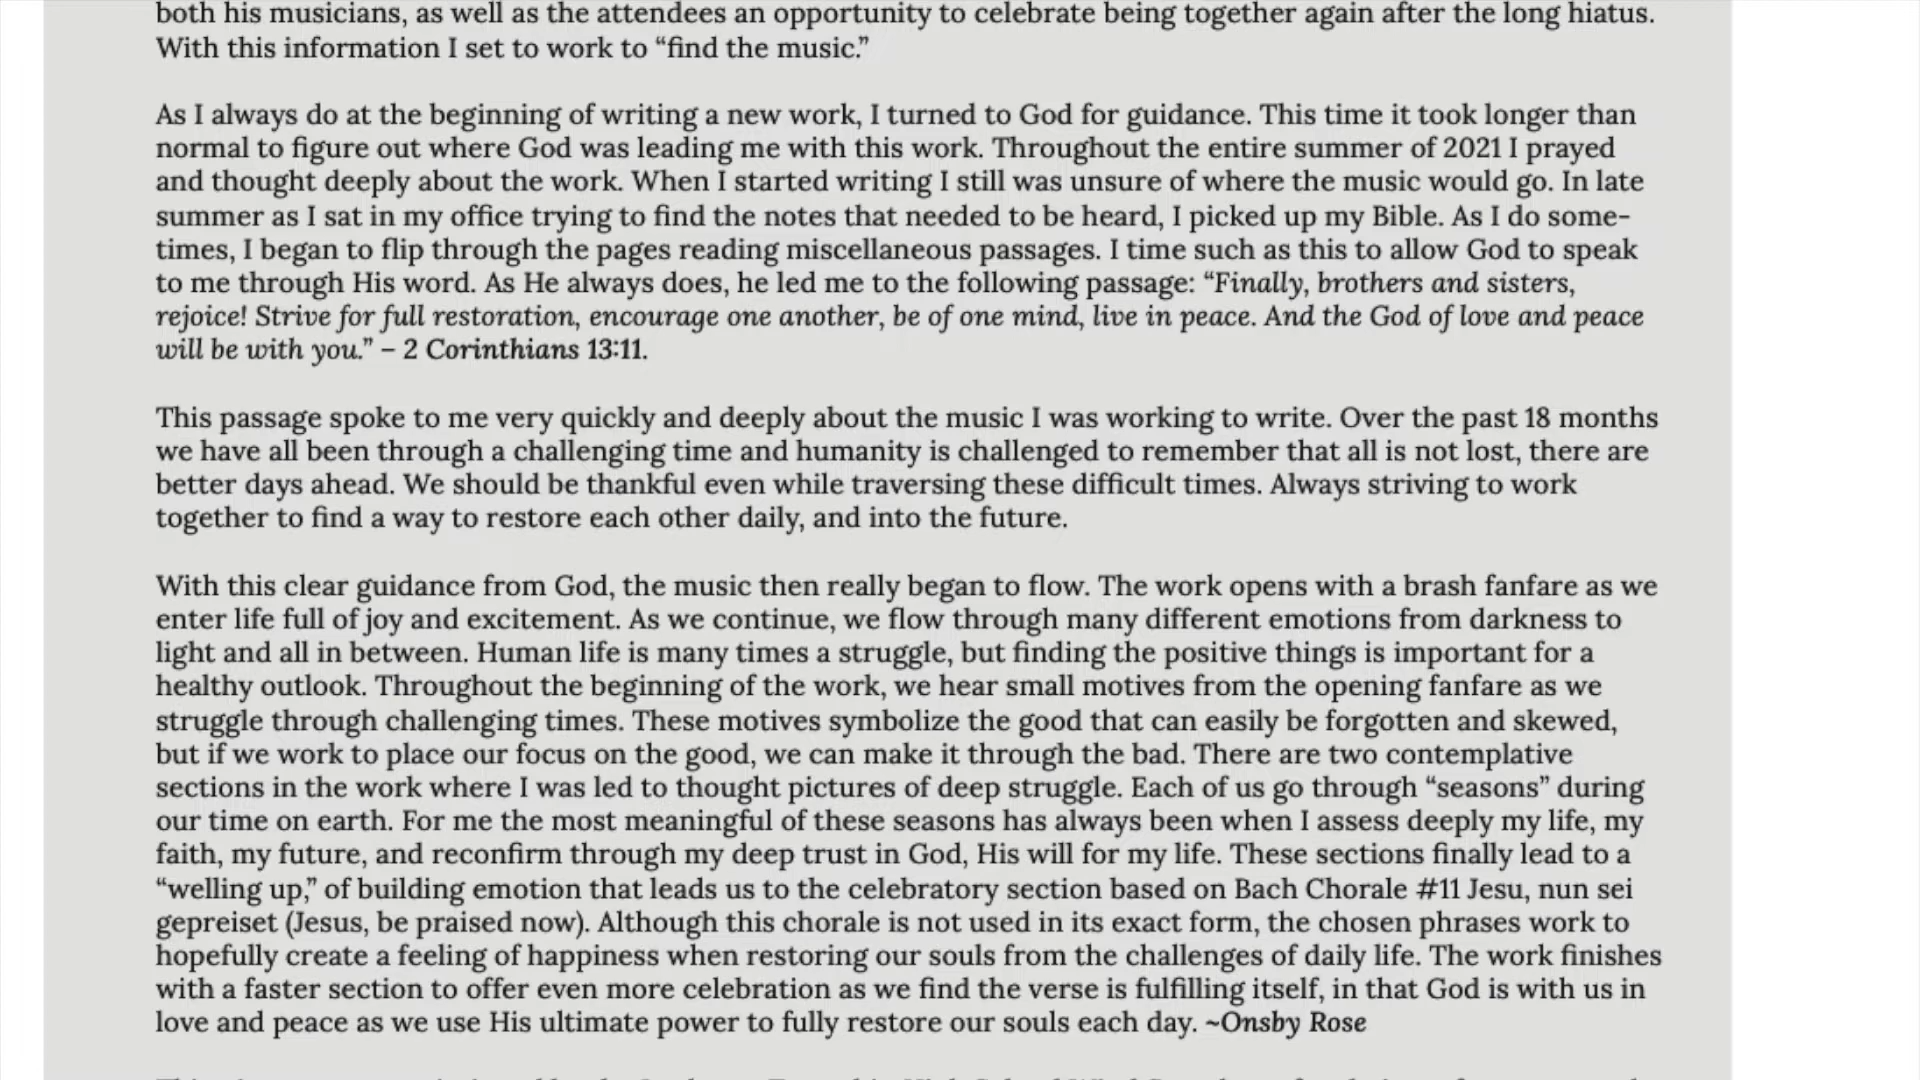 both his musicians, as well as the attendees an opportunity to celebrate being together again after the long hiatus.
With this information I set to work to “find the music.”
As I always do at the beginning of writing a new work, I turned to God for guidance. This time it took longer than
normal to figure out where God was leading me with this work. Throughout the entire summer of 2021 I prayed
and thought deeply about the work. When I started writing I still was unsure of where the music would go. In late
summer as I sat in my office trying to find the notes that needed to be heard, I picked up my Bible. As I do some-
times, I began to flip through the pages reading miscellaneous passages. I time such as this to allow God to speak
to me through His word. As He always does, he led me to the following passage: “Finally, brothers and sisters,
rejoice! Strive for full restoration, encourage one another, be of one mind, live in peace. And the God of love and peace
will be with you.” – 2 Corinthians 13:11.
This passage spoke to me very quickly and deeply about the music I was working to write. Over the past 18 months
we have all been through a challenging time and humanity is challenged to remember that all is not lost, there are
better days ahead. We should be thankful even while traversing these difficult times. Always striving to work
together to find a way to restore each other daily, and into the future.
With this clear guidance from God, the music then really began to flow. The work opens with a brash fanfare as we
enter life full of joy and excitement. As we continue, we flow through many different emotions from darkness to
light and all in between. Human life is many times a struggle, but finding the positive things is important for a
healthy outlook. Throughout the beginning of the work, we hear small motives from the opening fanfare as we
struggle through challenging times. These motives symbolize the good that can easily be forgotten and skewed,
but if we work to place our focus on the good, we can make it through the bad. There are two contemplative
sections in the work where I was led to thought pictures of deep struggle. Each of us go through “seasons” during
our time on earth. For me the most meaningful of these seasons has always been when I assess deeply my life, my
faith, my future, and reconfirm through my deep trust in God, His will for my life. These sections finally lead to a
“welling up,” of building emotion that leads us to the celebratory section based on Bach Chorale #11 Jesu, nun sei
gepreiset (Jesus, be praised now). Although this chorale is not used in its exact form, the chosen phrases work to
hopefully create a feeling of happiness when restoring our souls from the challenges of daily life. The work finishes
with a faster section to offer even more celebration as we find the verse is fulfilling itself, in that God is with us in
love and peace as we use His ultimate power to fully restore our souls each day. ~Onsby Rose